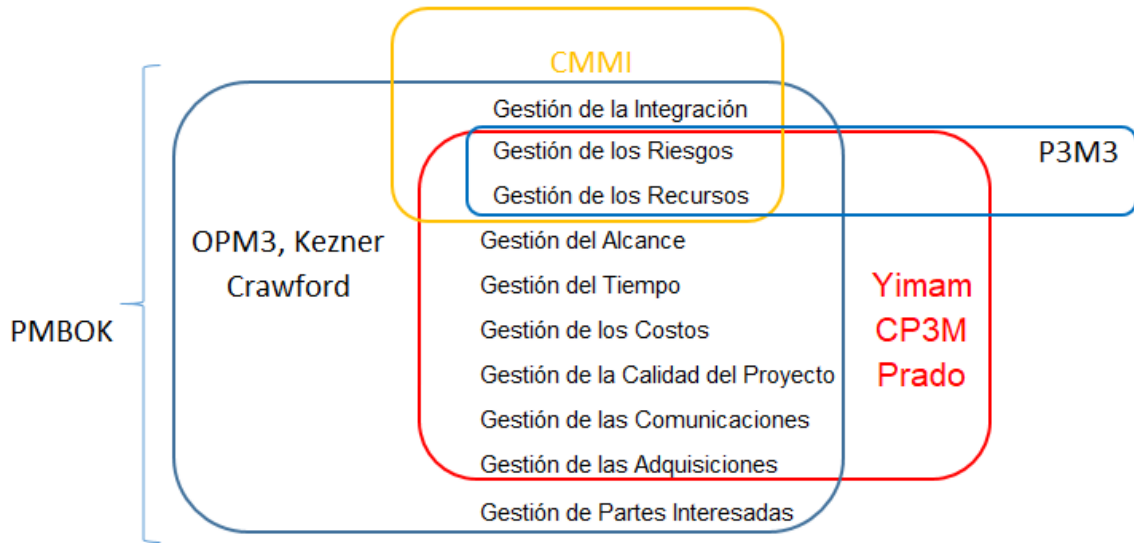 CMMI
Gestión de la Integración
Gestión de los Riesgos
P3M3
Gestión de los Recursos
OPM3, Kezner
Crawford
Gestión del Alcance
Gestión del Tiempo
Yimam
PMBOK
Gestión de los Costos
CP3M
Gestión de la Calidad del Proyecto
Prado
Gestión de las Comunicaciones
Gestión de las Adquisiciones
Gestión de Partes Interesadas